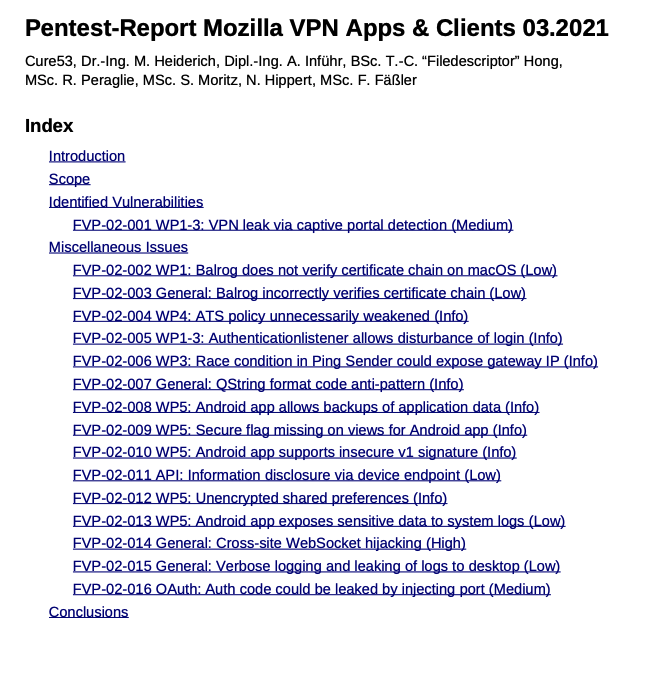 Pentest-Report Mozilla VPN Apps & Clients 03.2021
Cure53, Dr.-Ing. M. Heiderich, Dipl.-Ing. A. Inführ, BSc. T.-C. “Filedescriptor” Hong,
MSc. R. Peraglie, MSc. S. Moritz, N. Hippert, MSc. F. Fäßler
Index
Introduction
Scope
Identified Vulnerabilities
FVP-02-001 WP1-3: VPN leak via captive portal detection (Medium)
Miscellaneous Issues
FVP-02-002 WP1: Balrog does not verify certificate chain on macOS (Low)
FVP-02-003 General: Balrog incorrectly verifies certificate chain (Low)
FVP-02-004 WP4: ATS policy unnecessarily weakened (Info)
FVP-02-005 WP1-3: Authenticationlistener allows disturbance of login (Info)
FVP-02-006 WP3: Race condition in Ping Sender could expose gateway IP (Info)
FVP-02-007 General: QString format code anti-pattern (Info)
FVP-02-008 WP5: Android app allows backups of application data (Info)
FVP-02-009 WP5: Secure flag missing on views for Android app (Info)
FVP-02-010 WP5: Android app supports insecure v1 signature (Info)
FVP-02-011 API: Information disclosure via device endpoint (Low)
FVP-02-012 WP5: Unencrypted shared preferences (Info)
FVP-02-013 WP5: Android app exposes sensitive data to system logs (Low)
FVP-02-014 General: Cross-site WebSocket hijacking (High)
FVP-02-015 General: Verbose logging and leaking of logs to desktop (Low)
FVP-02-016 OAuth: Auth code could be leaked by injecting port (Medium)
Conclusions